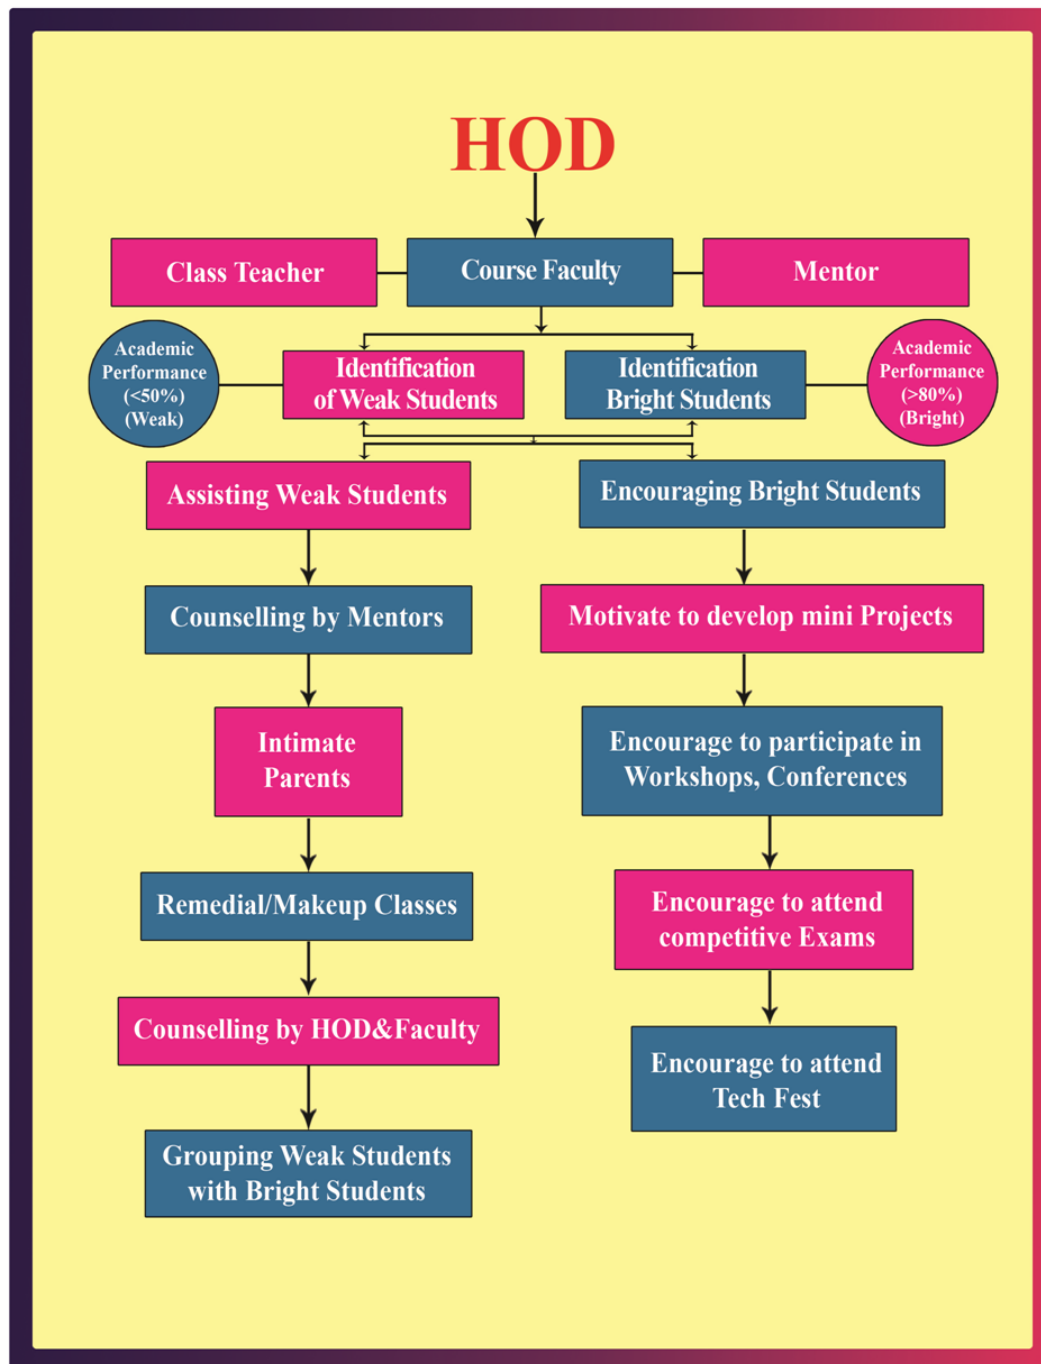 HOD
Class Teacher
Course Faculty
Mentor
Academic
Performance
(<50%)
(Weak)
Identification
of Weak Students
Identification
Bright Students
Academic
Performance
(>80%)
(Bright)
Assisting Weak Students
Encouraging Bright Students
Counselling by Mentors
Motivate to develop mini Projects
Intimate
Parents
Encourage to participate in
Workshops, Conferences
Remedial/Makeup Classes
Encourage to attend
competitive Exams
Counselling by HOD&Faculty
Encourage to attend
Tech Fest
Grouping Weak Students
with Bright Students